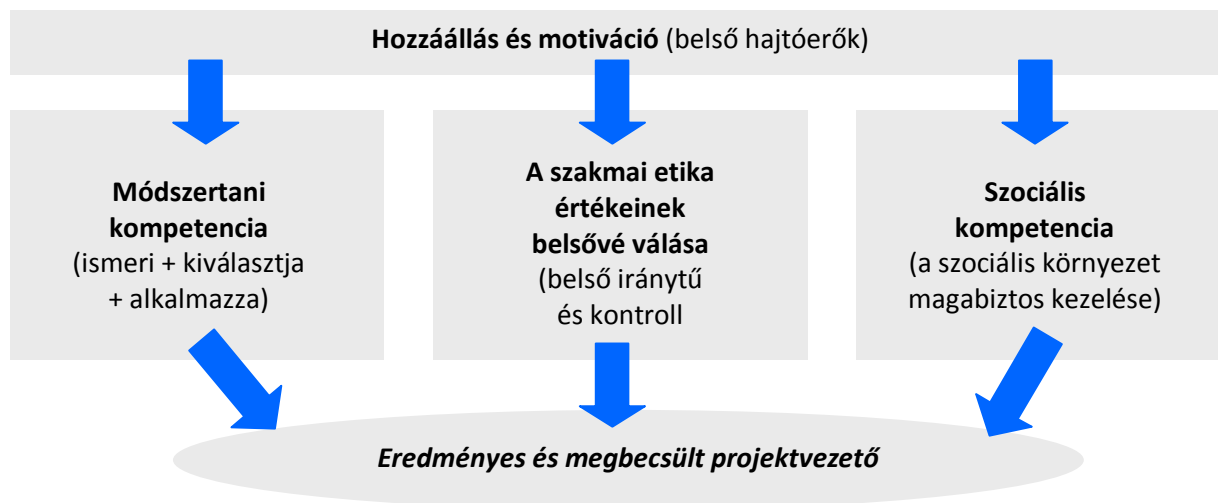 Hozzáállás és motiváció (belső hajtóerők)
Módszertani
kompetencia
(ismeri + kiválasztja
+ alkalmazza)
A szakmai etika
értékeinek
belsővé válása
(belső iránytű
és kontroll
Szociális
kompetencia
(a szociális környezet
magabiztos kezelése)
Eredményes és megbecsült projektvezető